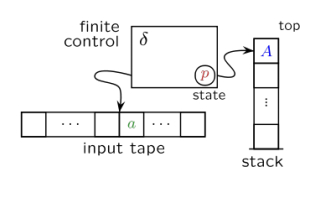 finite
control
δ
top
A
p
state
⋮
··· a ···
input tape
stack